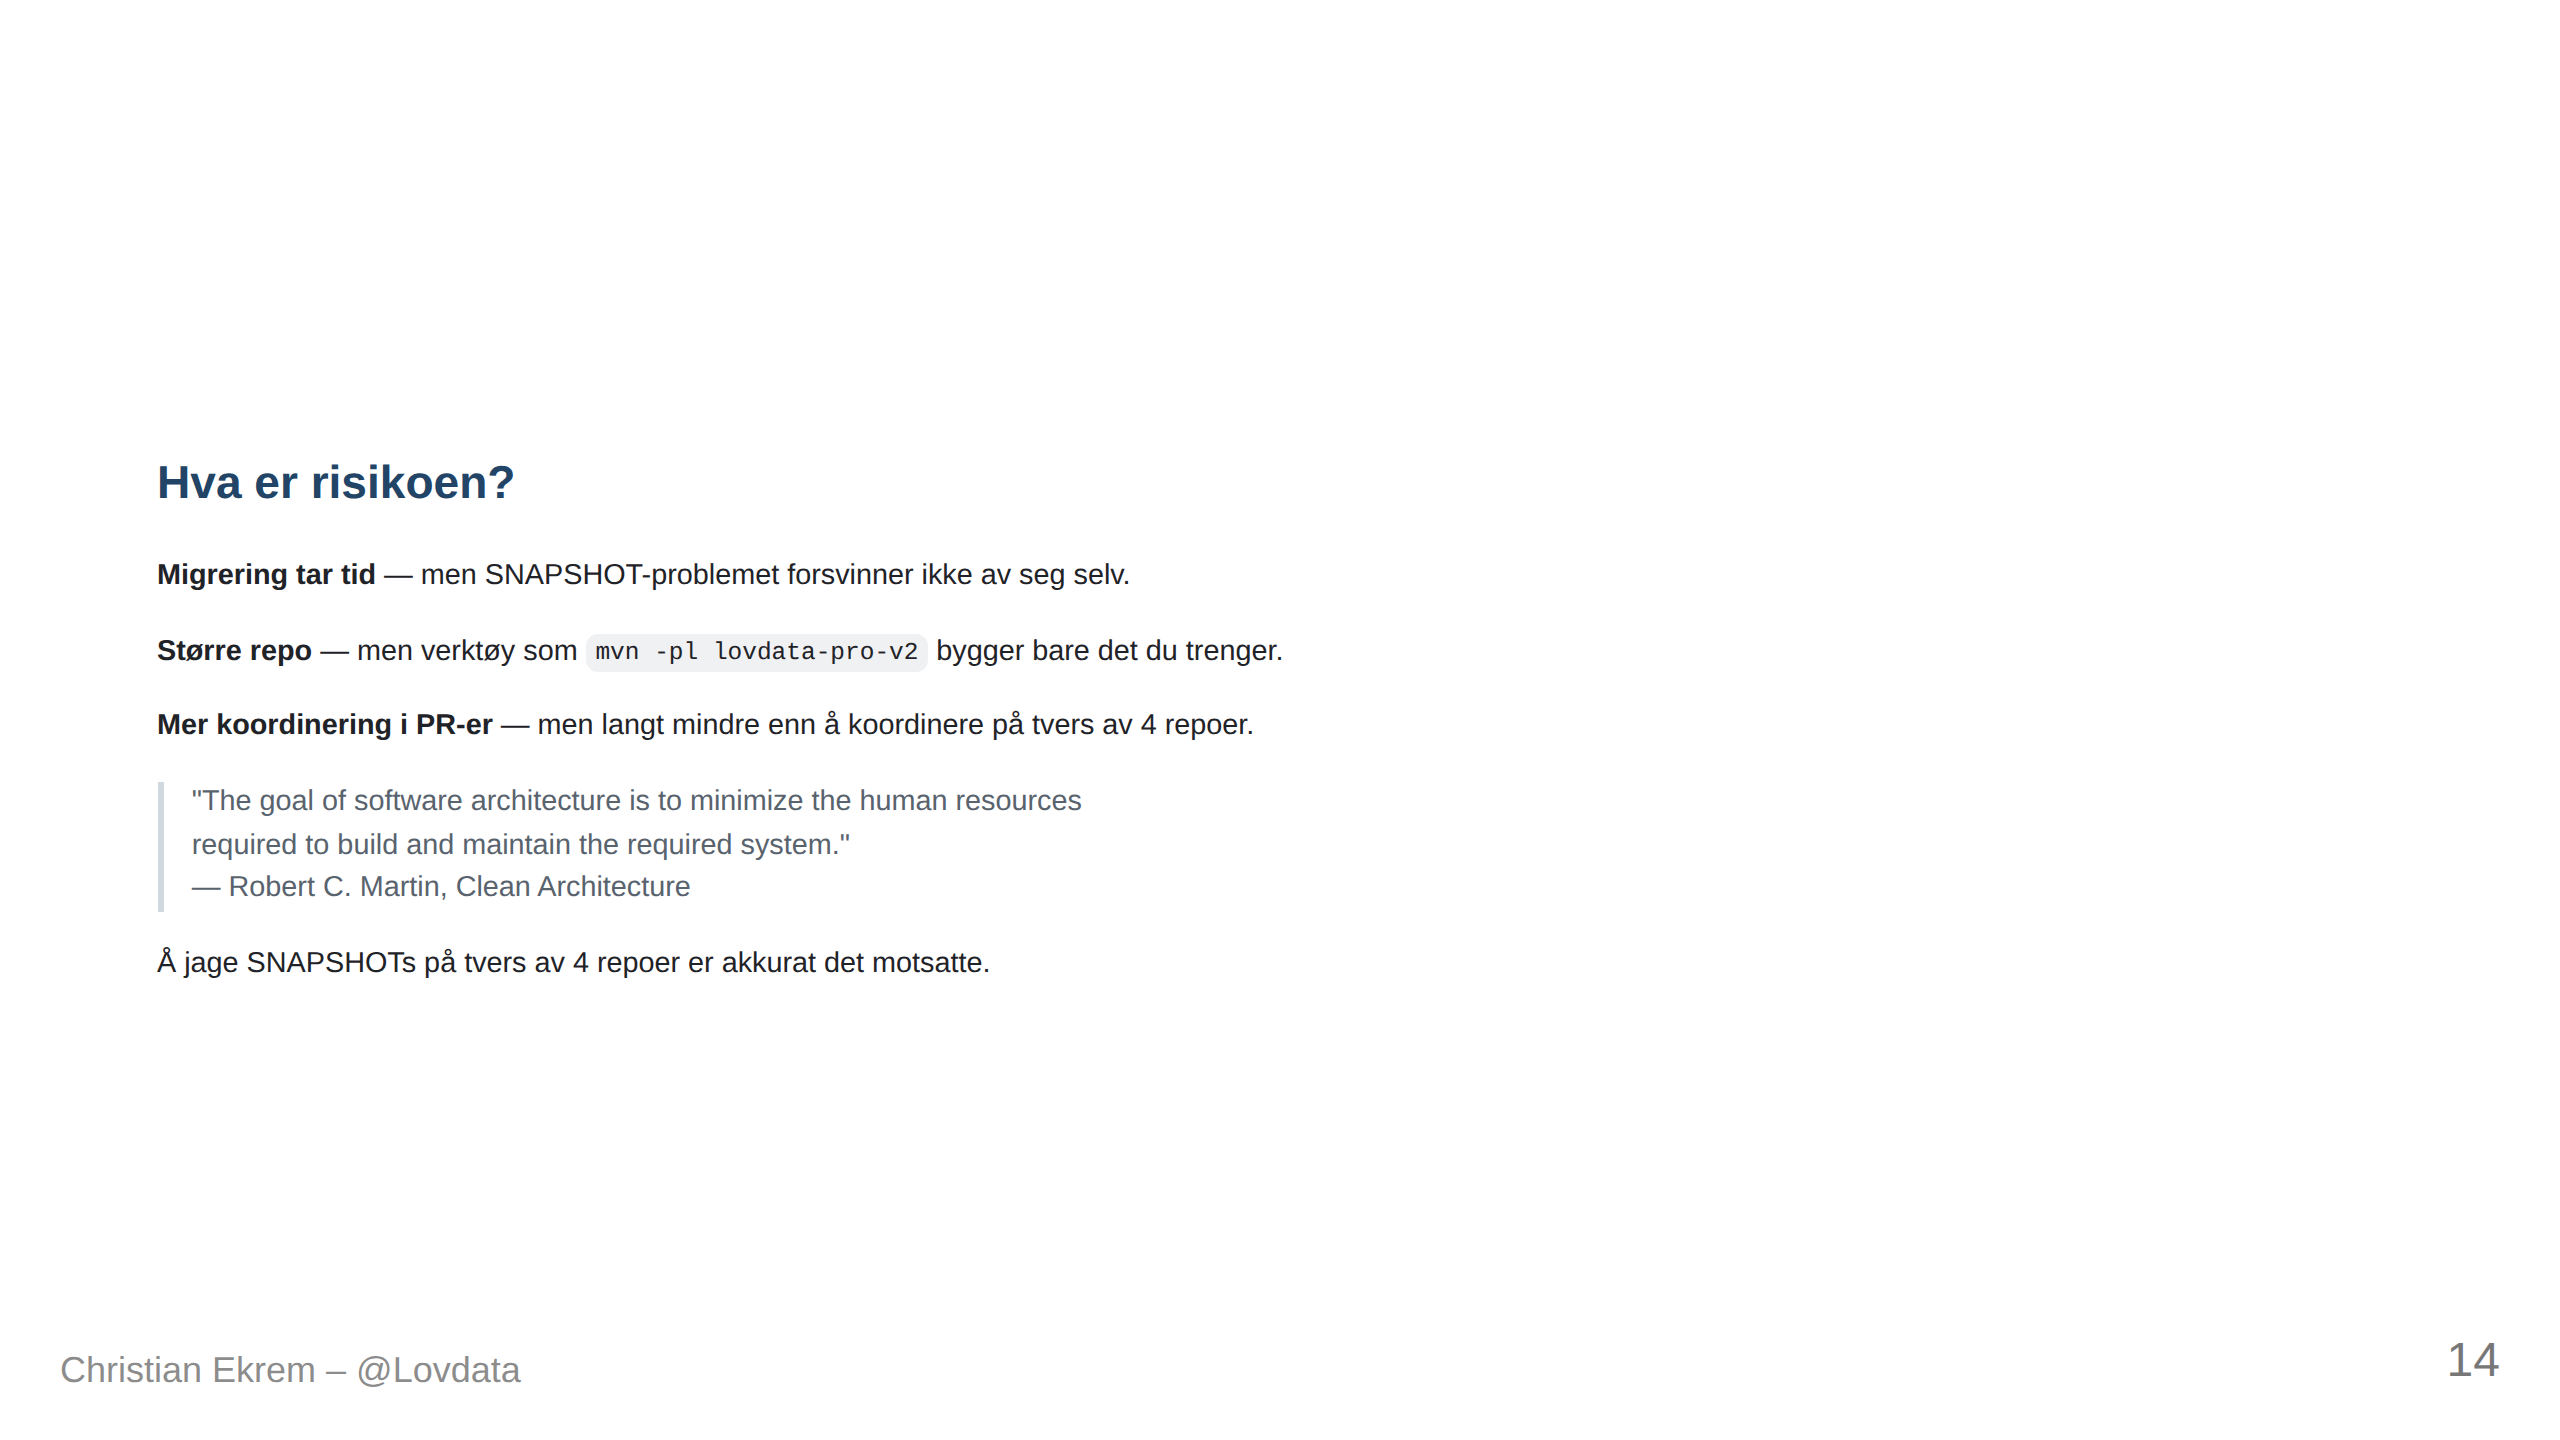 Hva er risikoen?
Migrering tar tid — men SNAPSHOT-problemet forsvinner ikke av seg selv.
Større repo — men verktøy som mvn -pl lovdata-pro-v2 bygger bare det du trenger.
Mer koordinering i PR-er — men langt mindre enn å koordinere på tvers av 4 repoer.
"The goal of software architecture is to minimize the human resources
required to build and maintain the required system."
— Robert C. Martin, Clean Architecture
Å jage SNAPSHOTs på tvers av 4 repoer er akkurat det motsatte.
Christian Ekrem – @Lovdata
14